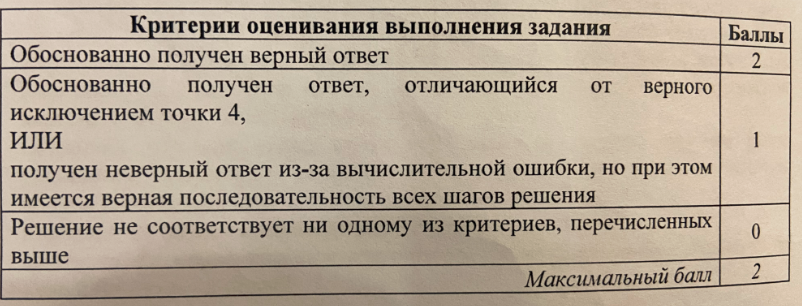 Критерии оценивания выполнения задания Баллы
Обоснованно получен верный ответ 2
Обоснованно получен ответ, отличающийся от верного
исключением точки 4,
ИЛИ 1
получен неверный ответ из-за вычислительной ошибки, но при этом
имеется верная последовательность всех шагов решения
Решение не соответствует ни одному из критериев, перечисленных 0
выше
Максимальный балл 2